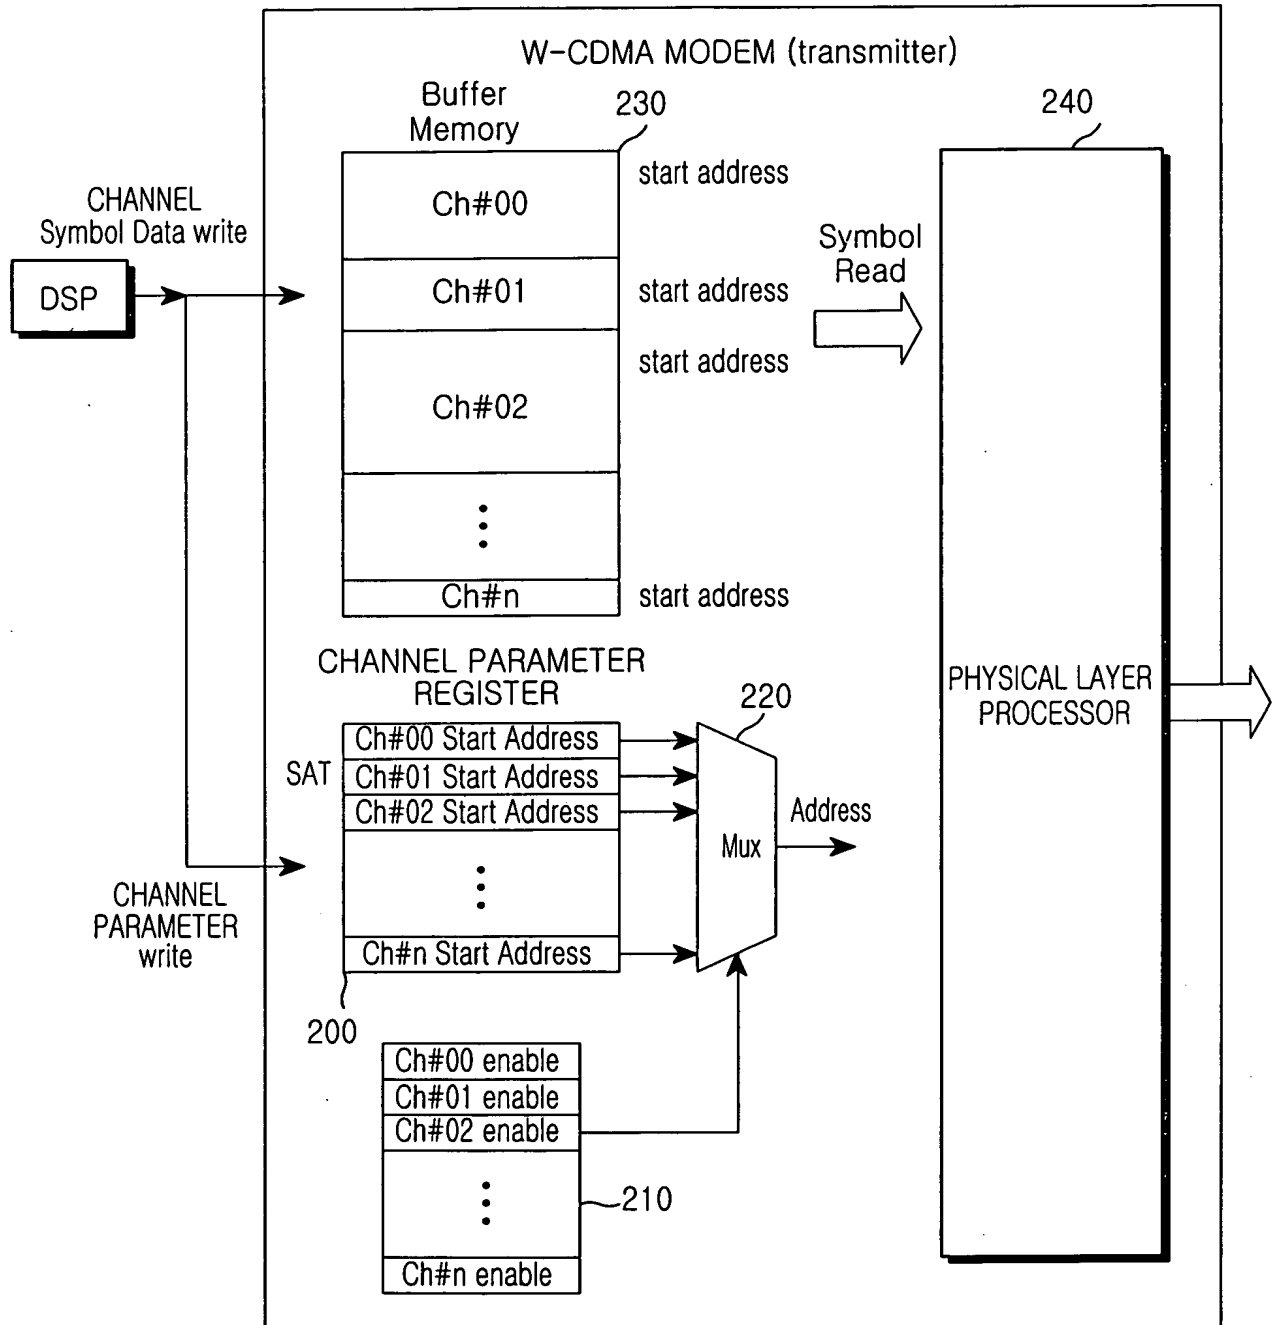 W-CDMA MODEM (transmitter)
Buffer
Memory
230
240
start address
Ch#00
CHANNEL
Symbol Data write
Symbol
Read
DSP
Ch#01
start address
start address
Ch#02
Ch#n
start address
CHANNEL PARAMETER
REGISTER
PHYSICAL LAYER
PROCESSOR
220
Ch#00 Start Address
SAT
Ch#01 Start Address
Ch#02 Start Address
Address
Mux
CHANNEL
PARAMETER
write
Ch#n Start Address
200
Ch#00 enable
Ch#01 enable
Ch#02 enable
210
Ch#n enable